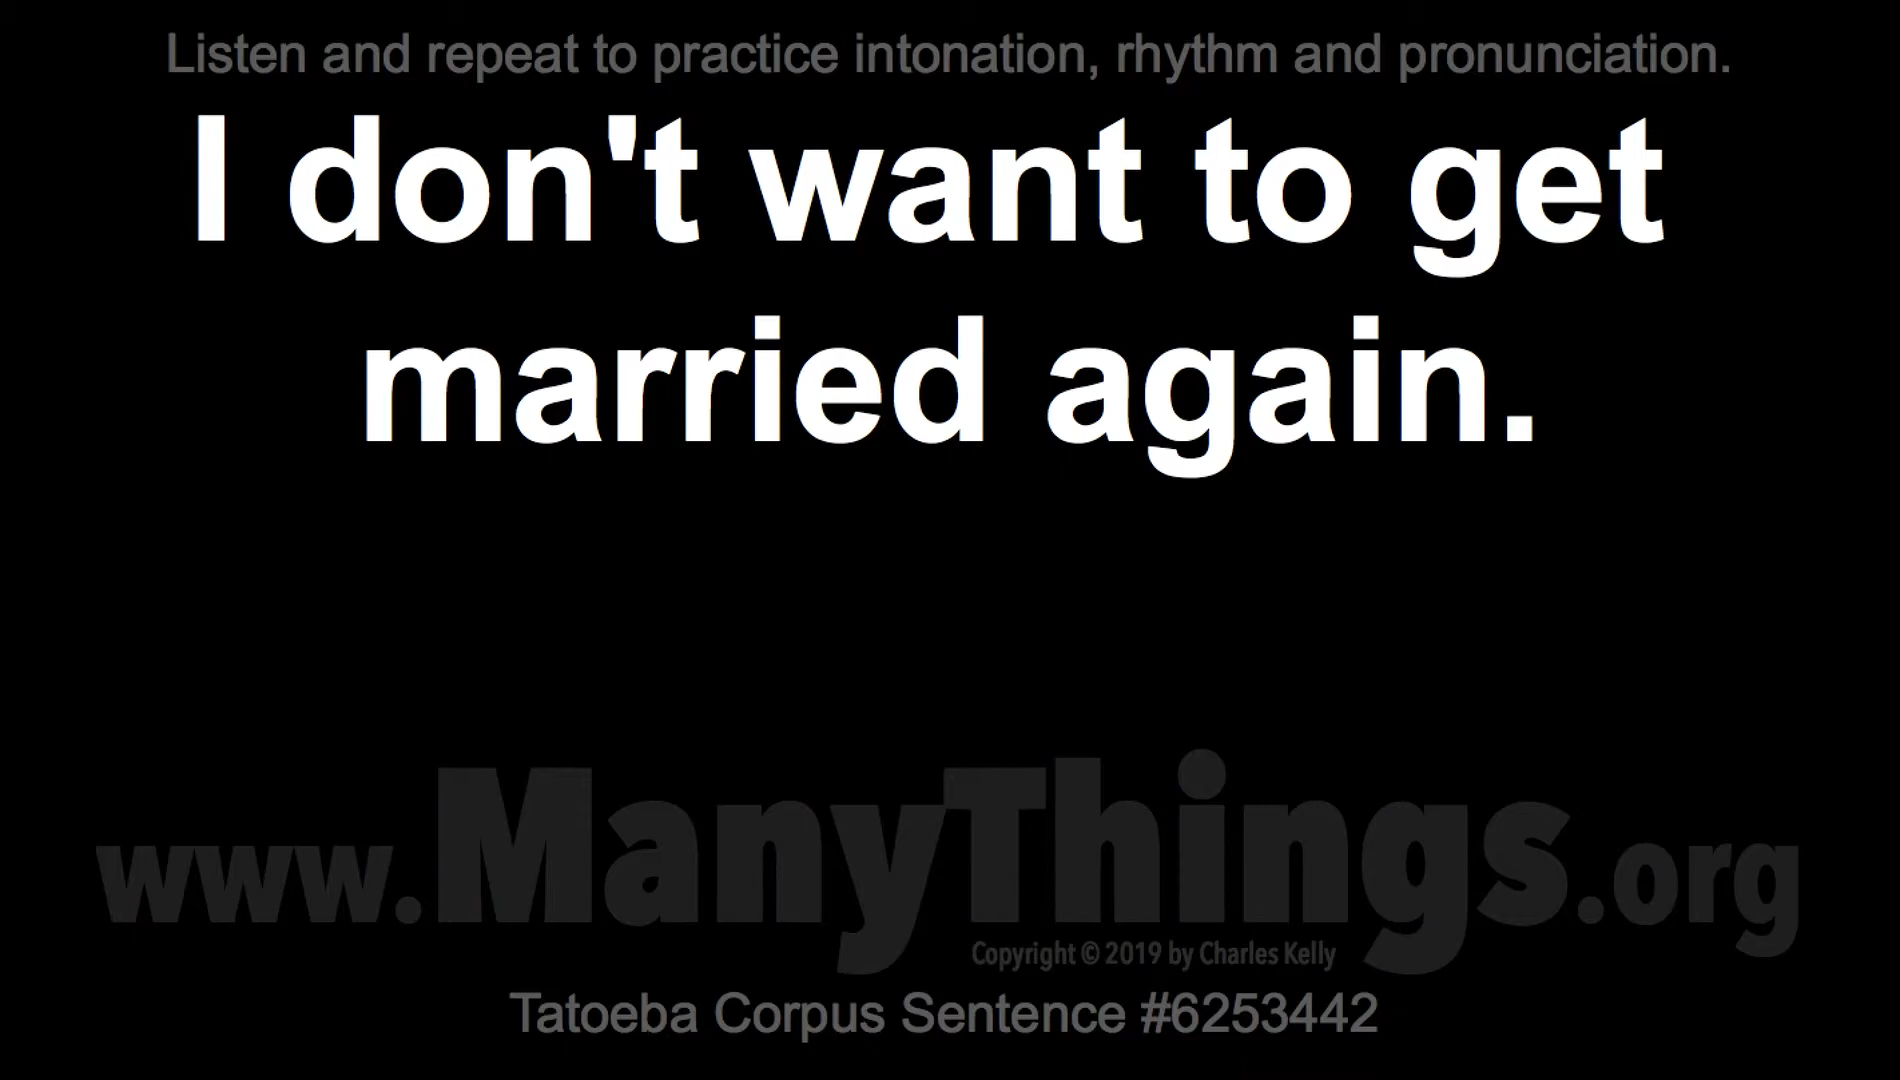 Listen and repeat to practice intonation, rhythm and pronunciation.
I don't want to get
married again.
www.ManyThings.org
Copyright © 2019 by Charles Kelly
Tatoeba Corpus Sentence #6253442